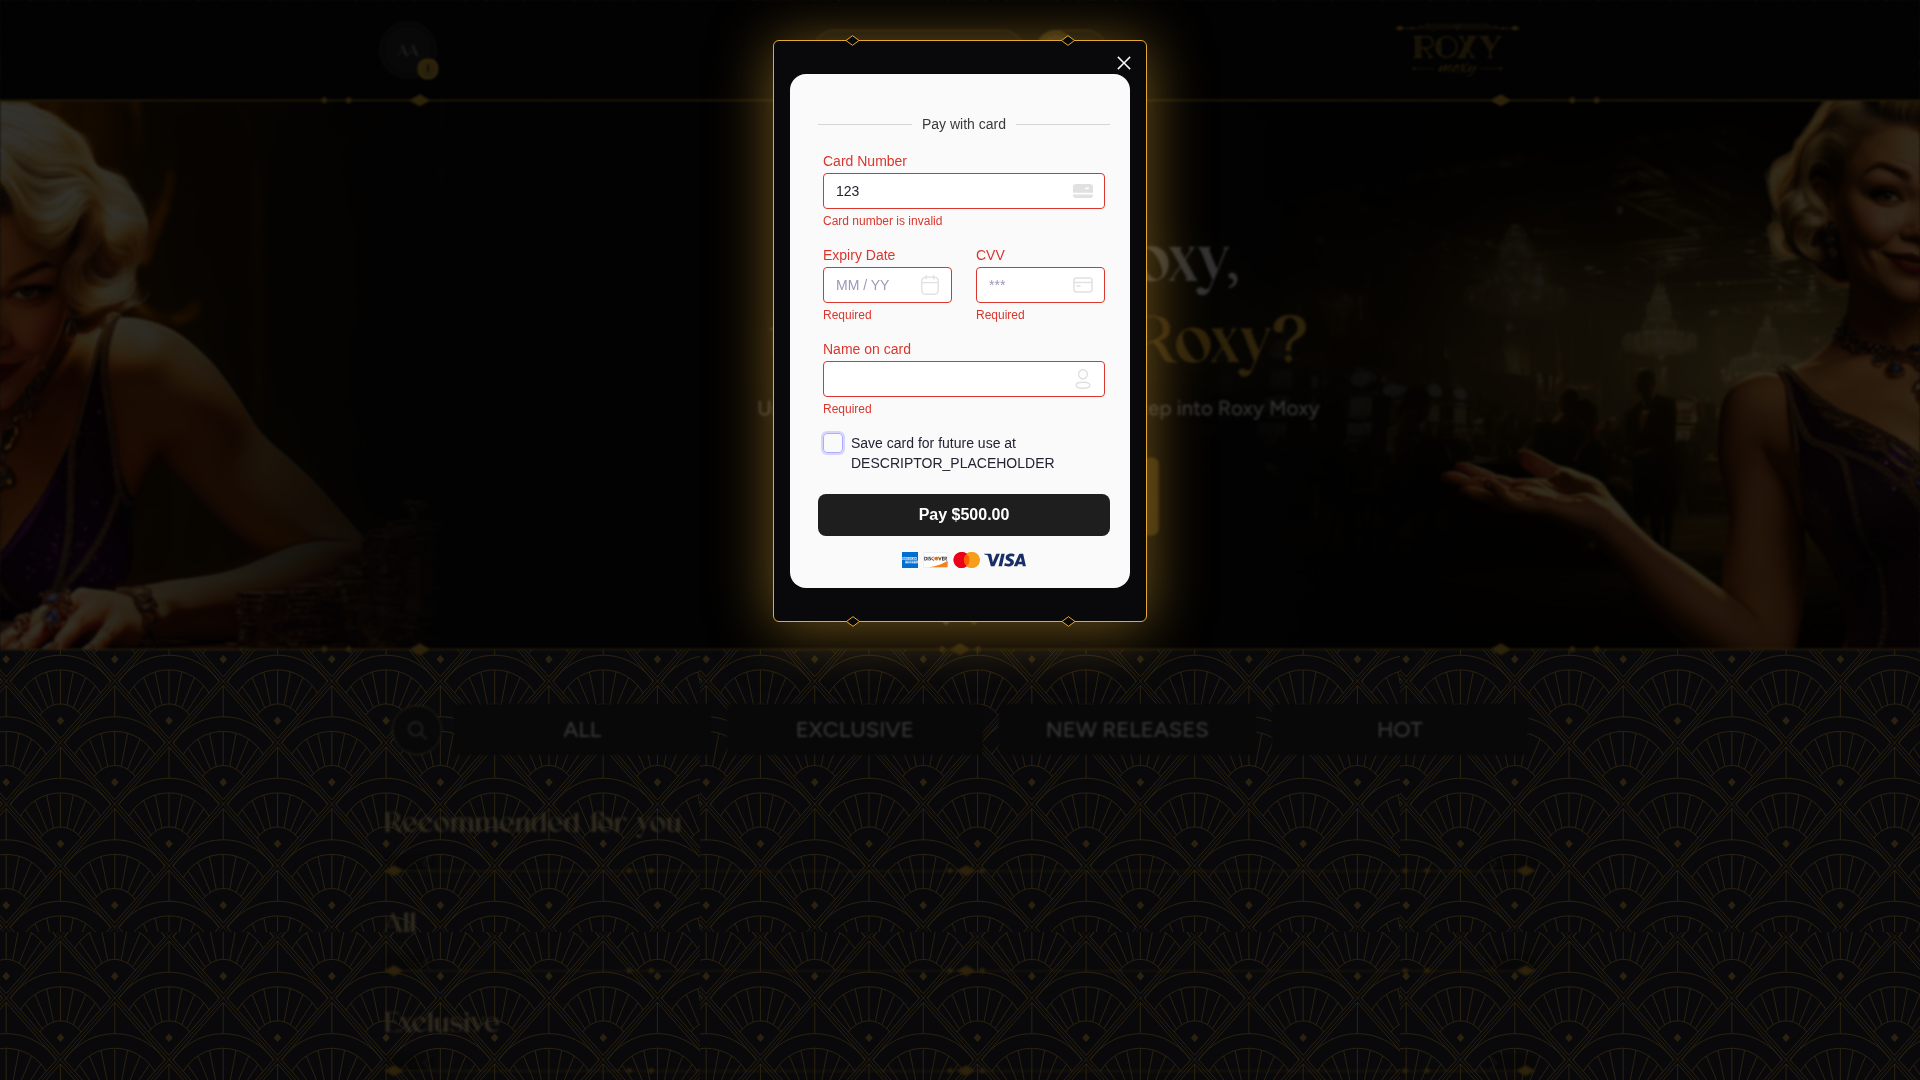 AA
ROXY
moxy
Pay with card
Card Number
123
Card number is invalid
Expiry Date
CVV
MM / YY
***
Required
Required
Name on card
Required
Save card for future use at
DESCRIPTOR_PLACEHOLDER
Pay $500.00
DISCOVER
VISA
oxy,
Roxy?
U
ep into Roxy Moxy
ALL
EXCLUSIVE
NEW RELEASES
HOT
Recommended for you
All
Exclusive